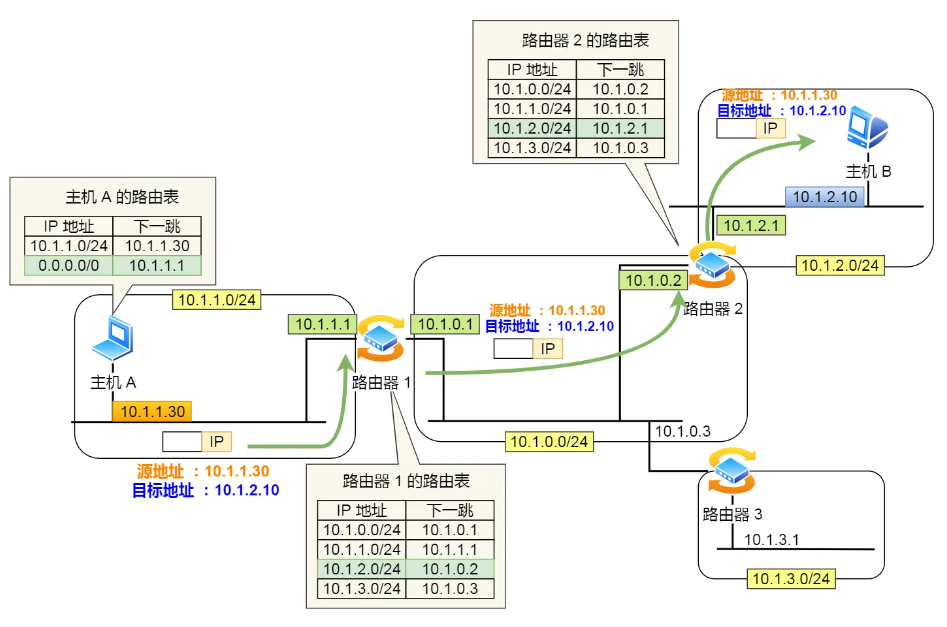 路由器 2 的路由表
IP 地址 下一跳
10.1.0.0/24 10.1.0.2
10.1.1.0/24 10.1.0.1
10.1.2.0/24 10.1.2.1
10.1.3.0/24 10.1.0.3
源地址 ：10.1.1.30
目标地址 ：10.1.2.10
IP
主机 B
10.1.2.10
10.1.2.1
10.1.2.0/24
主机 A 的路由表
IP 地址 下一跳
10.1.1.0/24 10.1.1.30
0.0.0.0/0 10.1.1.1
10.1.1.0/24
主机 A
10.1.1.30
IP
源地址 ：10.1.1.30
目标地址 ：10.1.2.10
10.1.1.1
路由器 1
10.1.0.1
源地址 ：10.1.1.30
目标地址 ：10.1.2.10
IP
10.1.0.2
路由器 2
10.1.0.0/24
10.1.0.3
路由器 1 的路由表
IP 地址 下一跳
10.1.0.0/24 10.1.0.1
10.1.1.0/24 10.1.1.1
10.1.2.0/24 10.1.0.2
10.1.3.0/24 10.1.0.3
路由器 3
10.1.3.1
10.1.3.0/24